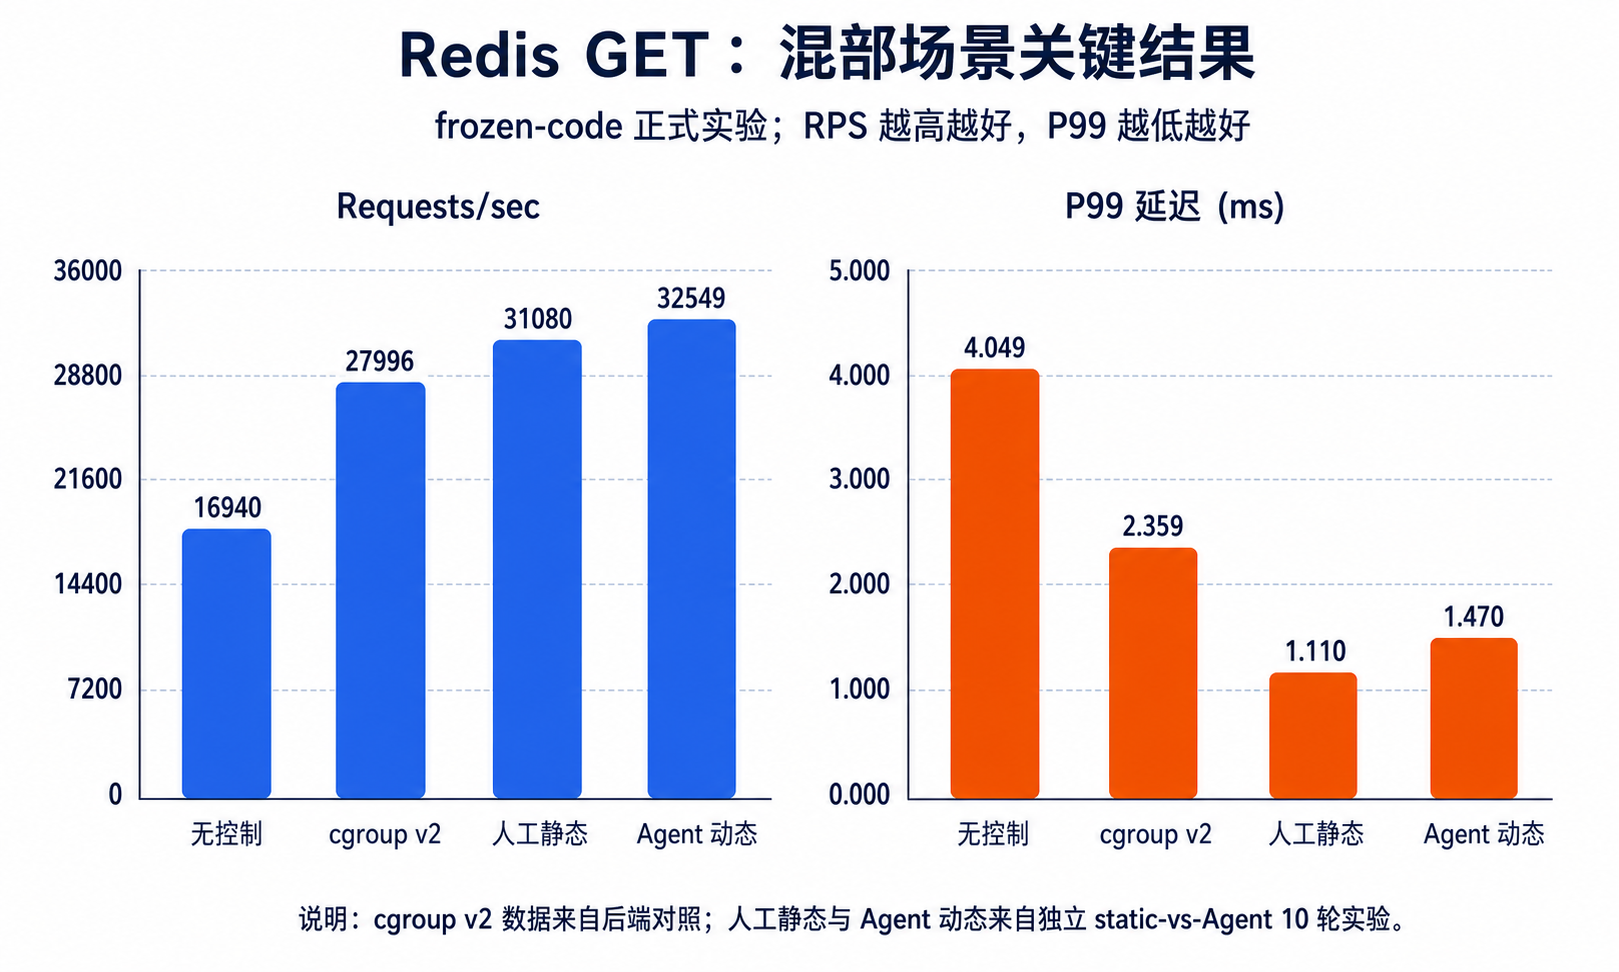 Redis GET：混部场景关键结果
frozen-code 正式实验；RPS 越高越好，P99 越低越好
Requests/sec
36000
28800
21600
14400
7200
0
16940
27996
31080
32549
无控制
cgroup v2
人工静态
Agent 动态
P99 延迟 (ms)
5.000
4.000
3.000
2.000
1.000
0.000
4.049
2.359
1.110
1.470
无控制
cgroup v2
人工静态
Agent 动态
说明：cgroup v2 数据来自后端对照；人工静态与 Agent 动态来自独立 static-vs-Agent 10 轮实验。